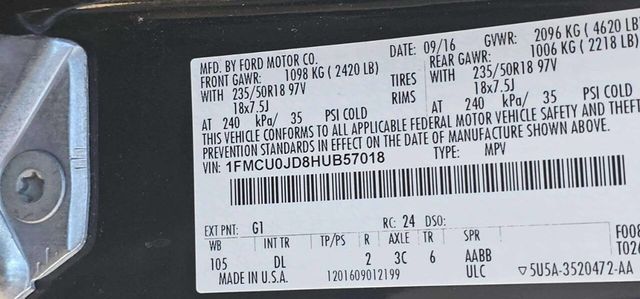 MFD. BY FORD MOTOR CO. DATE: 09/16 GVWR: 2096 KG (4620 LB)
FRONT GAWR: 1098 KG (2420 LB) REAR GAWR: 1006 KG (2218 LB)
WITH 235/50R18 97V TIRES WITH 235/50R18 97V
18x7.5J RIMS 18x7.5J
AT 240 kPa/ 35 PSI COLD AT 240 kPa/ 35 PSI COLD
THIS VEHICLE CONFORMS TO ALL APPLICABLE FEDERAL MOTOR VEHICLE SAFETY AND THEFT
PREVENTION STANDARDS IN EFFECT ON THE DATE OF MANUFACTURE SHOWN ABOVE.
VIN: 1FMCU0JD8HUB57018 TYPE: MPV
EXT PNT: G1 RC: 24 DSO:
WB INT TR TP/PS R AXLE TR SPR F008
105 DL 2 3C 6 AABB T026
MADE IN U.S.A. 1201609012199 ULC ▽5U5A-3520472-AA